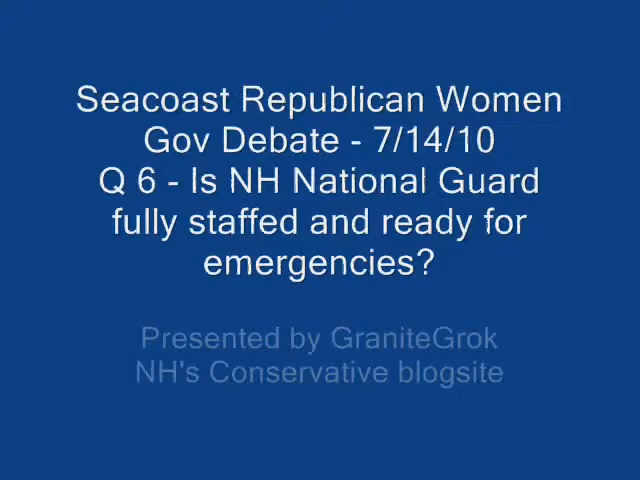 Seacoast Republican Women
Gov Debate - 7/14/10
Q 6 - Is NH National Guard
fully staffed and ready for
emergencies?
Presented by GraniteGrok
NH's Conservative blogsite